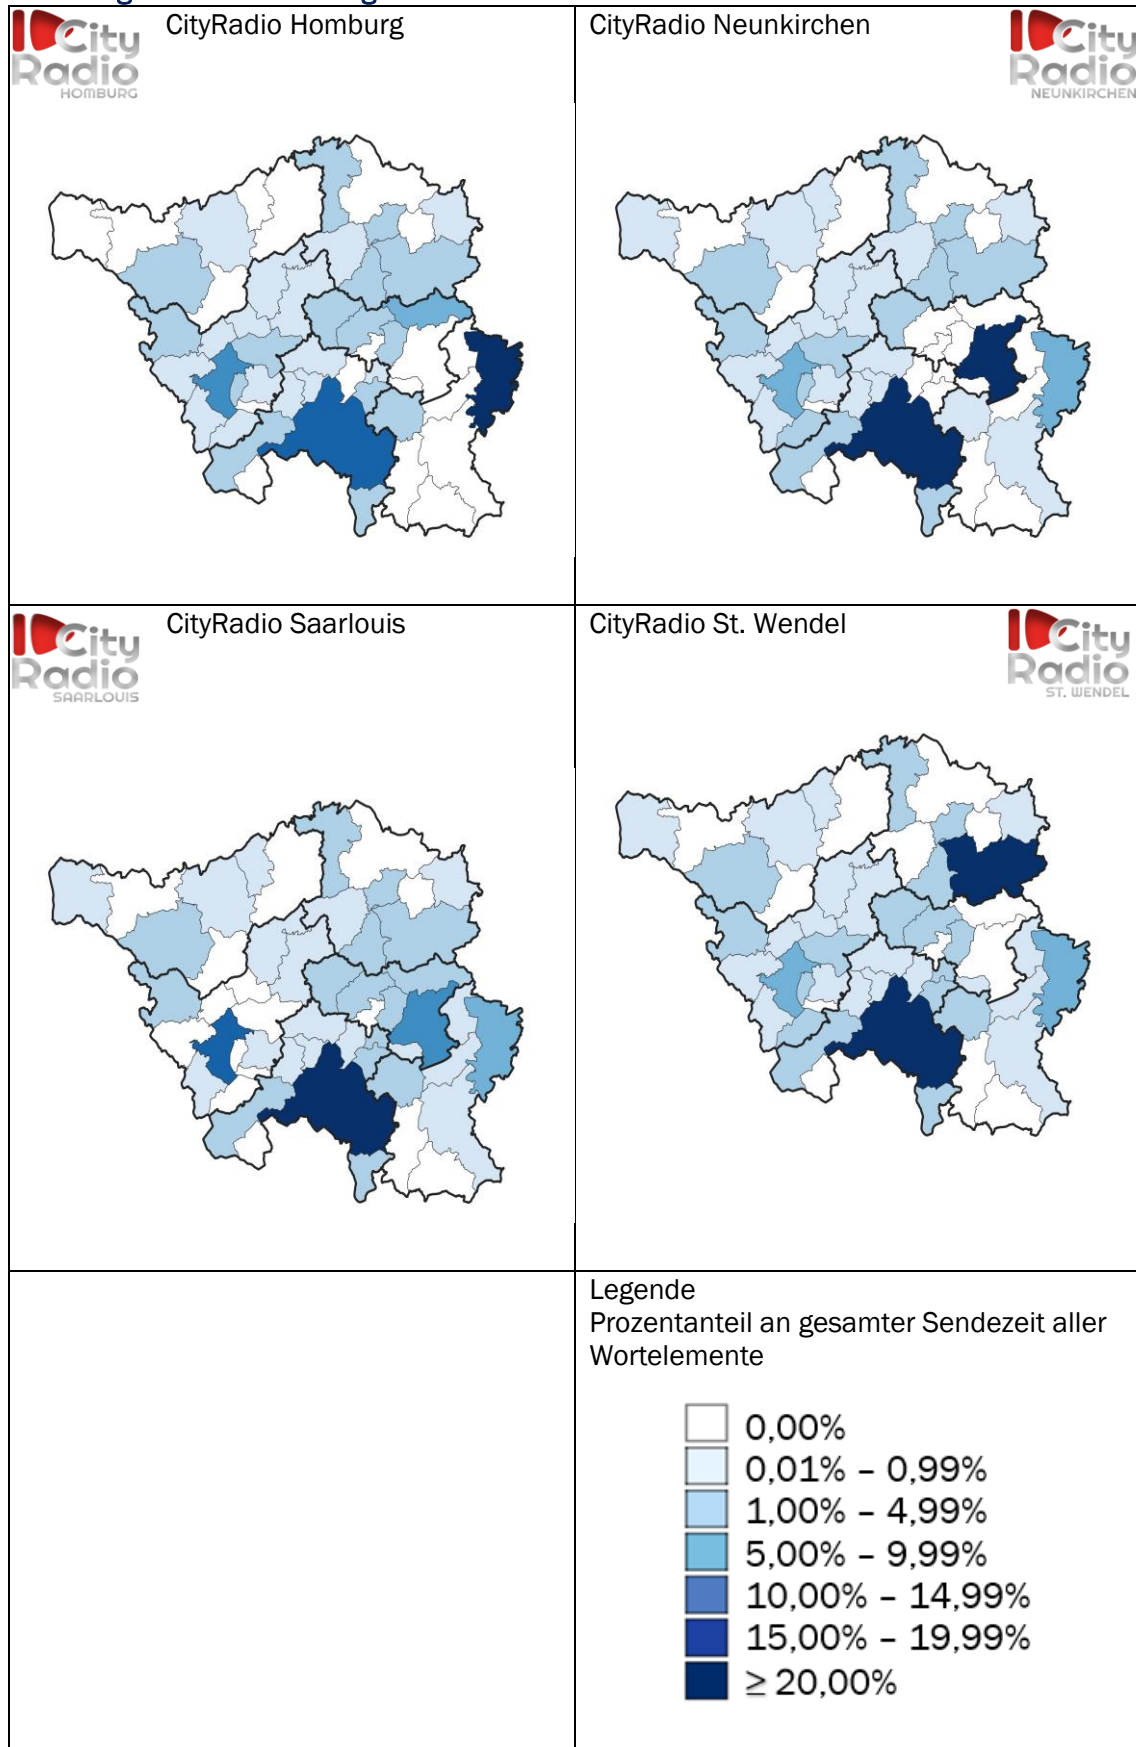 CityRadio Homburg
City
Radio
HOMBURG
CityRadio Neunkirchen
City
Radio
NEUNKIRCHEN
CityRadio Saarlouis
City
Radio
SAARLOUIS
CityRadio St. Wendel
City
Radio
ST. WENDEL
Legende
Prozentanteil an gesamter Sendezeit aller
Wortelemente
0,00%
0,01% – 0,99%
1,00% – 4,99%
5,00% – 9,99%
10,00% – 14,99%
15,00% – 19,99%
≥ 20,00%